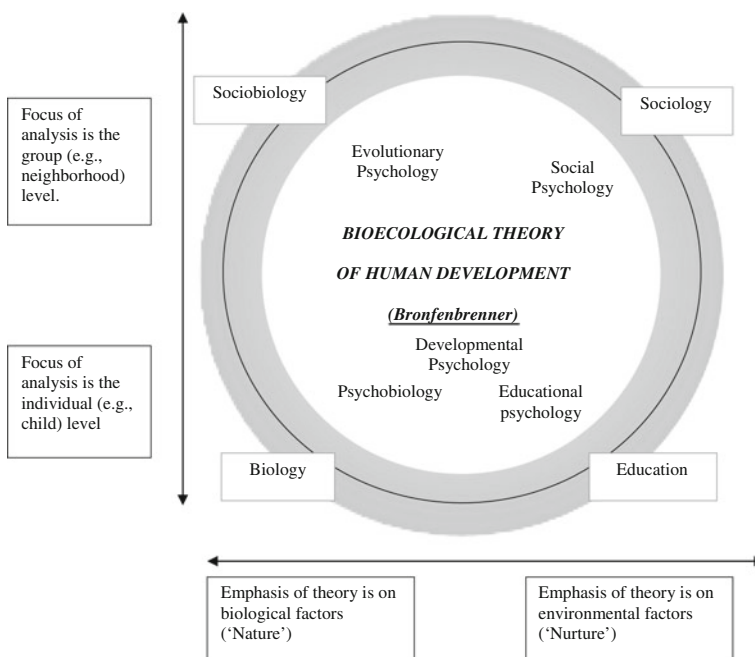 Sociobiology
Sociology
Focus of
analysis is the
group (e.g.,
neighborhood)
level.
Evolutionary
Psychology
Social
Psychology
BIOECOLOGICAL THEORY
OF HUMAN DEVELOPMENT
(Bronfenbrenner)
Developmental
Psychology
Focus of
analysis is the
individual (e.g.,
child) level
Psychobiology
Educational
psychology
Biology
Education
Emphasis of theory is on
biological factors
(‘Nature’)
Emphasis of theory is on
environmental factors
(‘Nurture’)